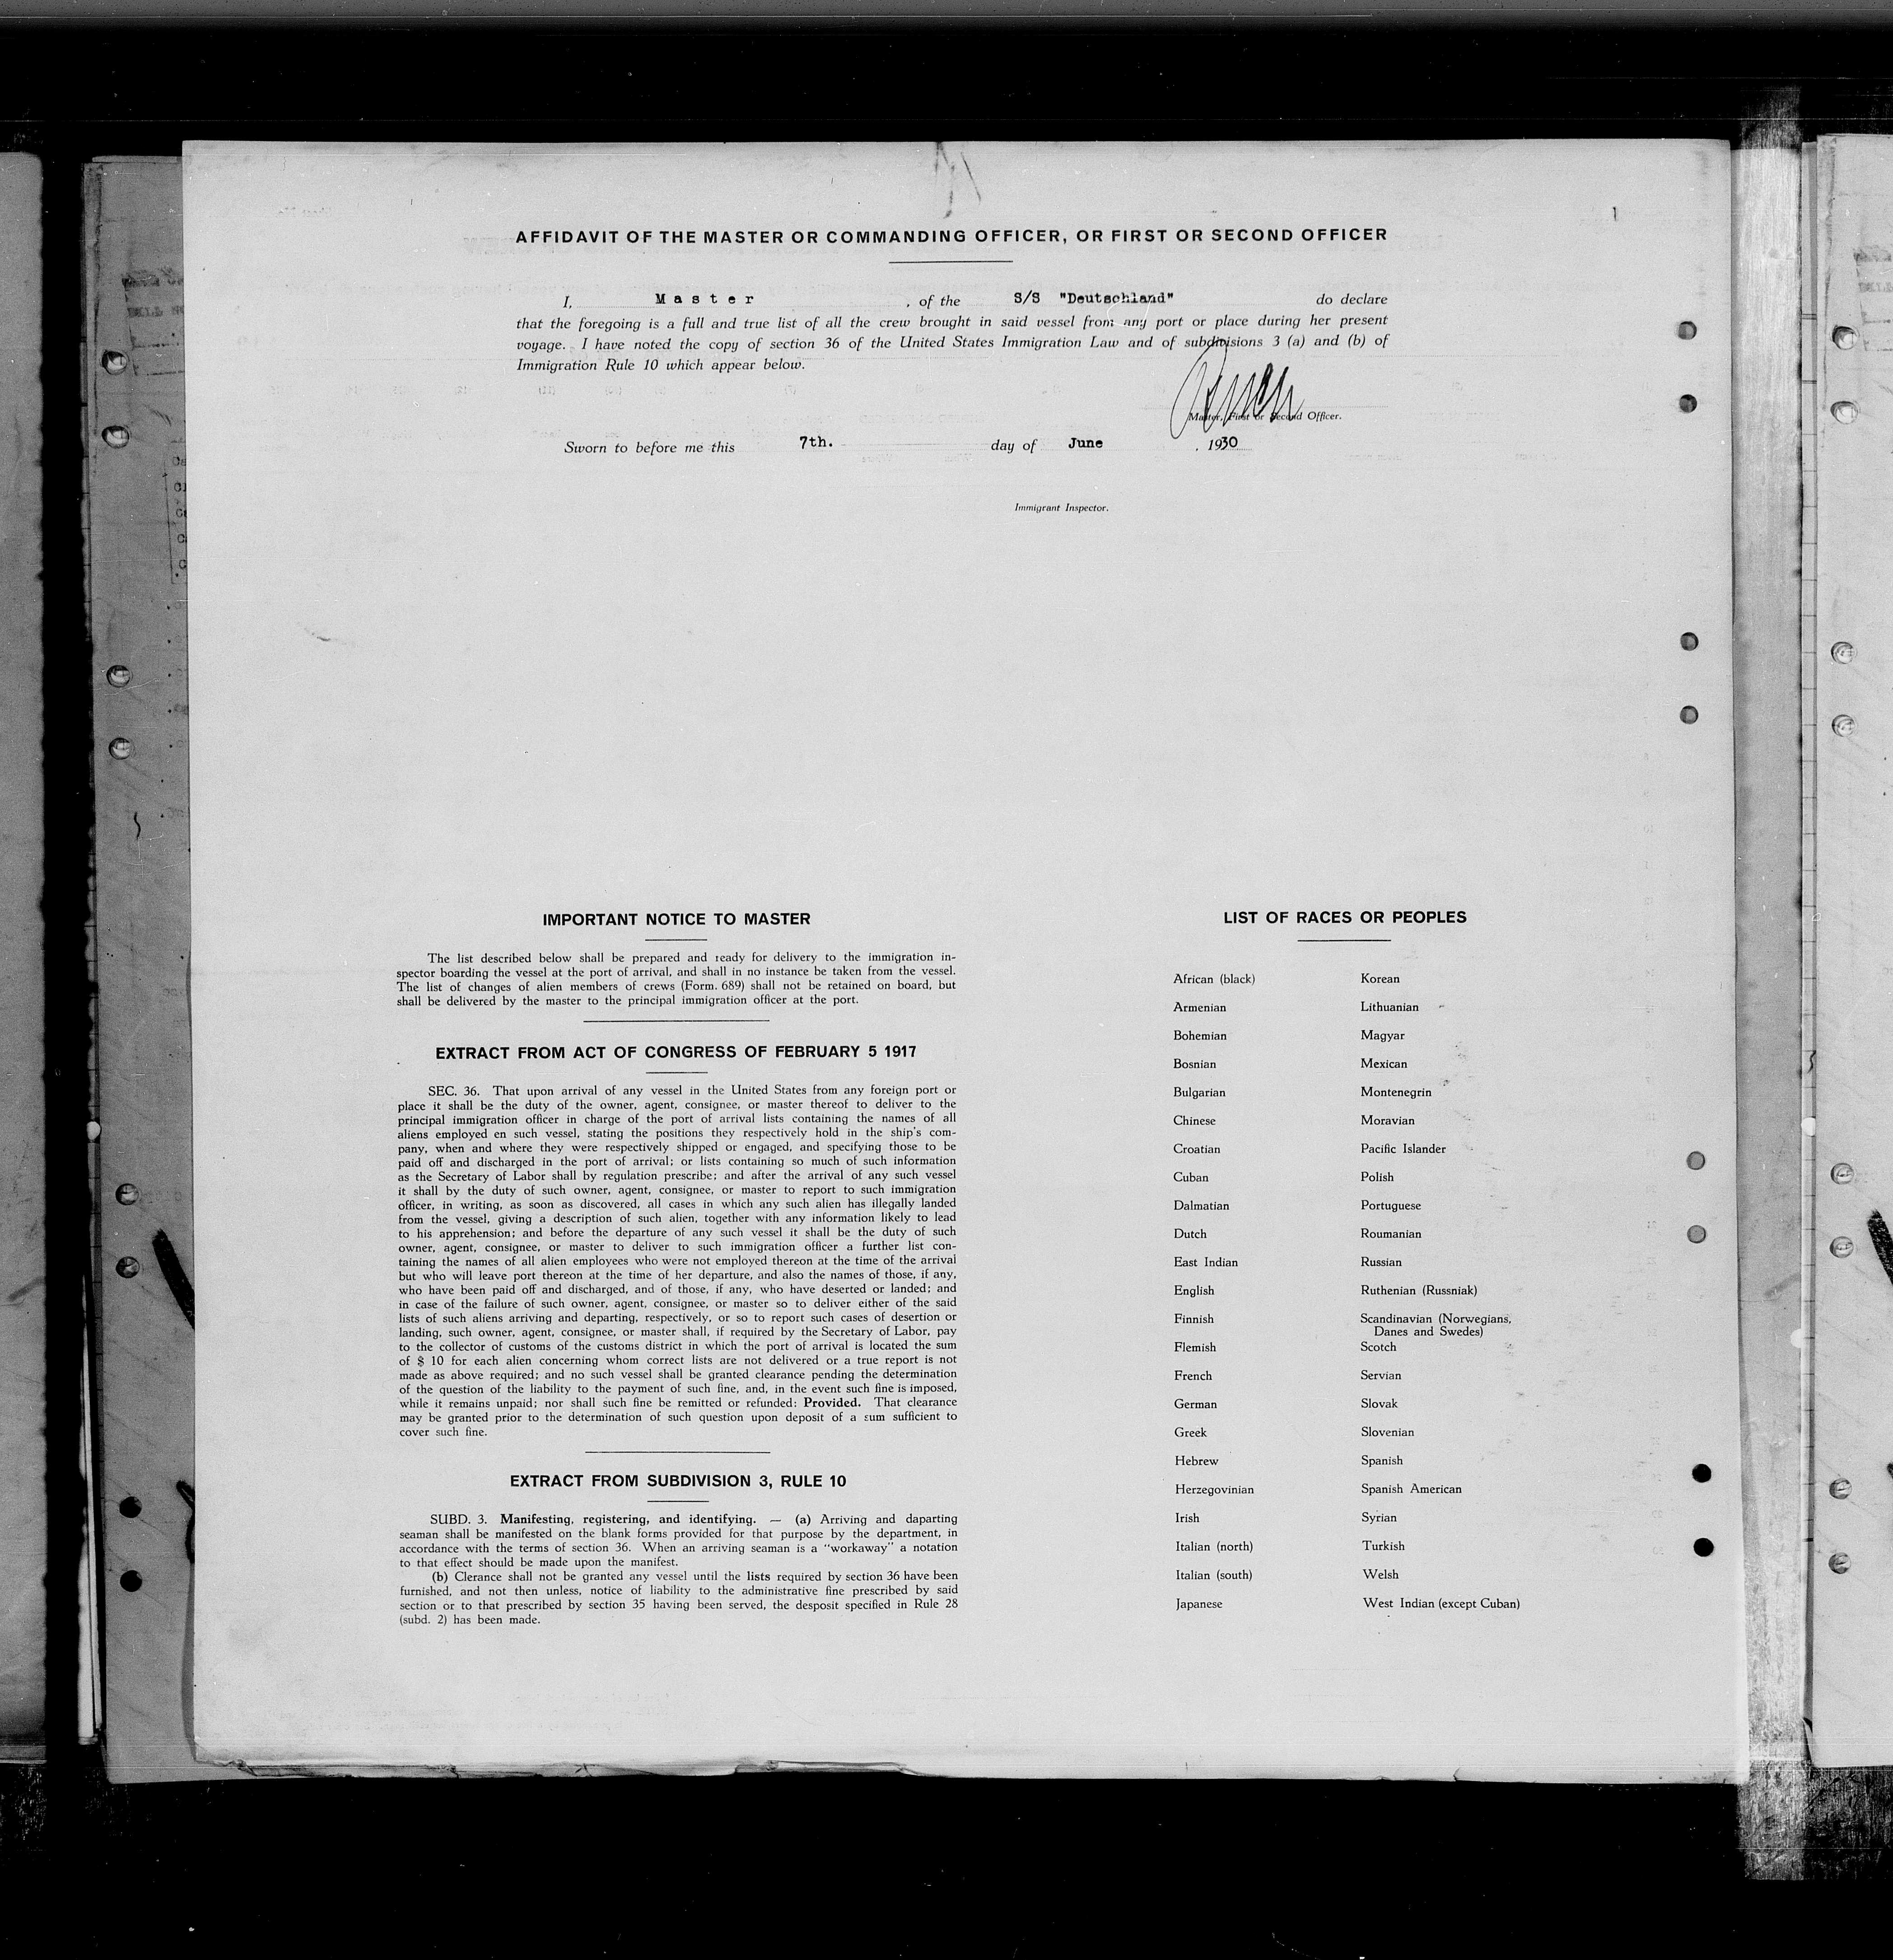 AFFIDAVIT OF THE MASTER OR COMMANDING OFFICER, OR FIRST OR SECOND OFFICER
I, Master , of the S/S "Deutschland" do declare
that the foregoing is a full and true list of all the crew brought in said vessel from any port or place during her present
voyage. I have noted the copy of section 36 of the United States Immigration Law and of subdivisions 3 (a) and (b) of
Immigration Rule 10 which appear below.
Master, First or Second Officer.
Sworn to before me this 7th. day of June , 1930
Immigrant Inspector.
IMPORTANT NOTICE TO MASTER
The list described below shall be prepared and ready for delivery to the immigration in-
spector boarding the vessel at the port of arrival, and shall in no instance be taken from the vessel.
The list of changes of alien members of crews (Form. 689) shall not be retained on board, but
shall be delivered by the master to the principal immigration officer at the port.
EXTRACT FROM ACT OF CONGRESS OF FEBRUARY 5 1917
SEC. 36. That upon arrival of any vessel in the United States from any foreign port or
place it shall be the duty of the owner, agent, consignee, or master thereof to deliver to the
principal immigration officer in charge of the port of arrival lists containing the names of all
aliens employed en such vessel, stating the positions they respectively hold in the ship's com-
pany, when and where they were respectively shipped or engaged, and specifying those to be
paid off and discharged in the port of arrival; or lists containing so much of such information
as the Secretary of Labor shall by regulation prescribe; and after the arrival of any such vessel
it shall by the duty of such owner, agent, consignee, or master to report to such immigration
officer, in writing, as soon as discovered, all cases in which any such alien has illegally landed
from the vessel, giving a description of such alien, together with any information likely to lead
to his apprehension; and before the departure of any such vessel it shall be the duty of such
owner, agent, consignee, or master to deliver to such immigration officer a further list con-
taining the names of all alien employees who were not employed thereon at the time of the arrival
but who will leave port thereon at the time of her departure, and also the names of those, if any,
who have been paid off and discharged, and of those, if any, who have deserted or landed; and
in case of the failure of such owner, agent, consignee, or master so to deliver either of the said
lists of such aliens arriving and departing, respectively, or so to report such cases of desertion or
landing, such owner, agent, consignee, or master shall, if required by the Secretary of Labor, pay
to the collector of customs of the customs district in which the port of arrival is located the sum
of $ 10 for each alien concerning whom correct lists are not delivered or a true report is not
made as above required; and no such vessel shall be granted clearance pending the determination
of the question of the liability to the payment of such fine, and, in the event such fine is imposed,
while it remains unpaid; nor shall such fine be remitted or refunded: Provided. That clearance
may be granted prior to the determination of such question upon deposit of a sum sufficient to
cover such fine.
EXTRACT FROM SUBDIVISION 3, RULE 10
SUBD. 3. Manifesting, registering, and identifying. — (a) Arriving and daparting
seaman shall be manifested on the blank forms provided for that purpose by the department, in
accordance with the terms of section 36. When an arriving seaman is a "workaway" a notation
to that effect should be made upon the manifest.
(b) Clerance shall not be granted any vessel until the lists required by section 36 have been
furnished, and not then unless, notice of liability to the administrative fine prescribed by said
section or to that prescribed by section 35 having been served, the desposit specified in Rule 28
(subd. 2) has been made.
LIST OF RACES OR PEOPLES
African (black) Korean
Armenian Lithuanian
Bohemian Magyar
Bosnian Mexican
Bulgarian Montenegrin
Chinese Moravian
Croatian Pacific Islander
Cuban Polish
Dalmatian Portuguese
Dutch Roumanian
East Indian Russian
English Ruthenian (Russniak)
Finnish Scandinavian (Norwegians,
Danes and Swedes)
Flemish Scotch
French Servian
German Slovak
Greek Slovenian
Hebrew Spanish
Herzegovinian Spanish American
Irish Syrian
Italian (north) Turkish
Italian (south) Welsh
Japanese West Indian (except Cuban)